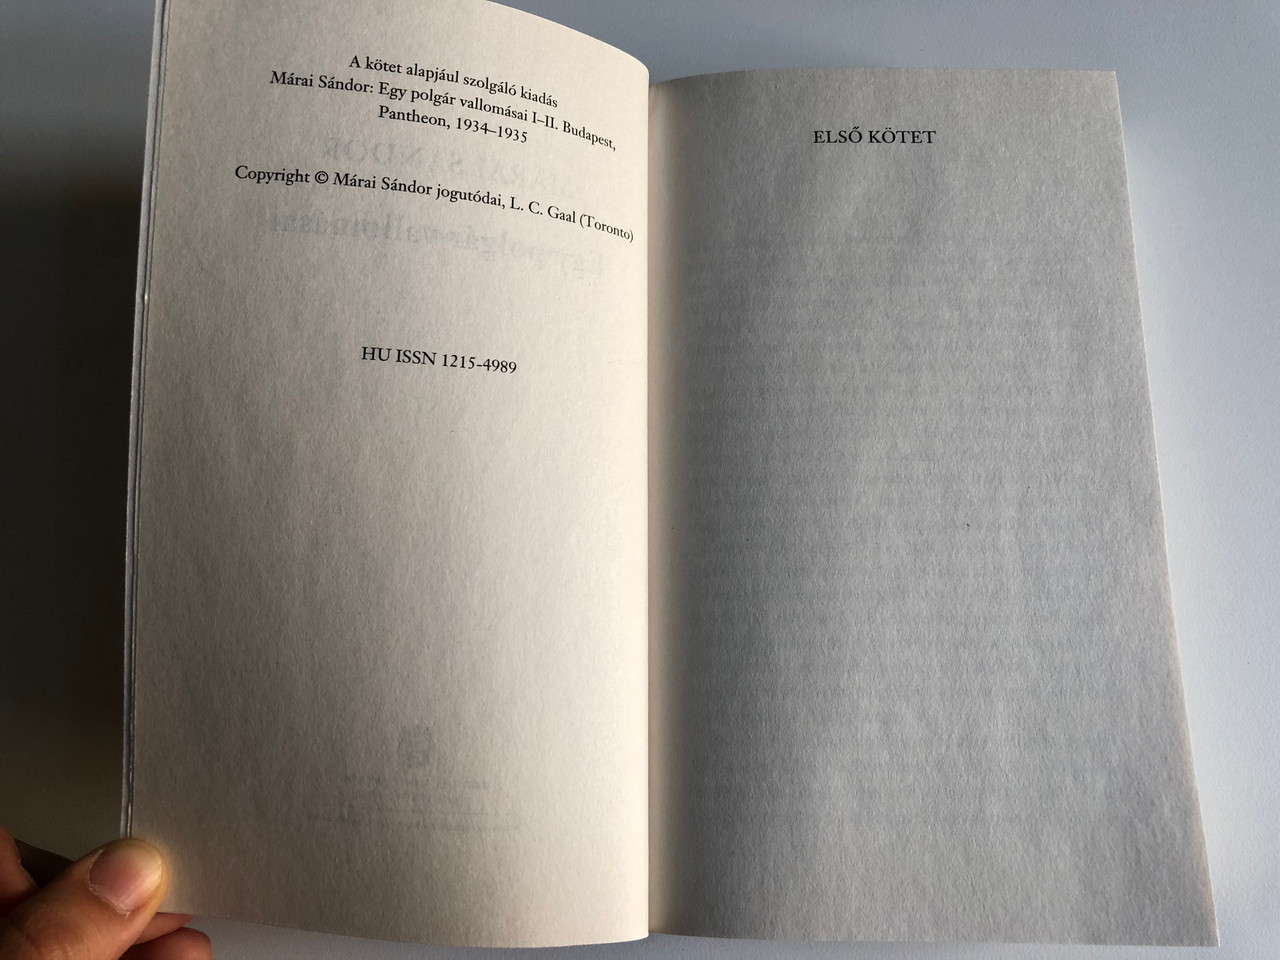 A kötet alapjául szolgáló kiadás
Márai Sándor: Egy polgár vallomásai I–II. Budapest,
Pantheon, 1934–1935
Copyright © Márai Sándor jogutódai, L. C. Gaal (Toronto)
HU ISSN 1215-4989
ELSŐ KÖTET